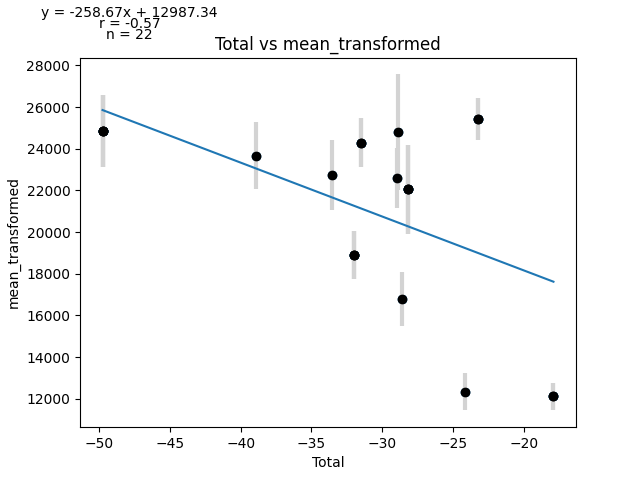 y = -258.67x + 12987.34
r = -0.57
n = 22
Total vs mean_transformed
28000
26000
24000
22000
20000
18000
16000
14000
12000
mean_transformed
−50
−45
−40
−35
−30
−25
−20
Total